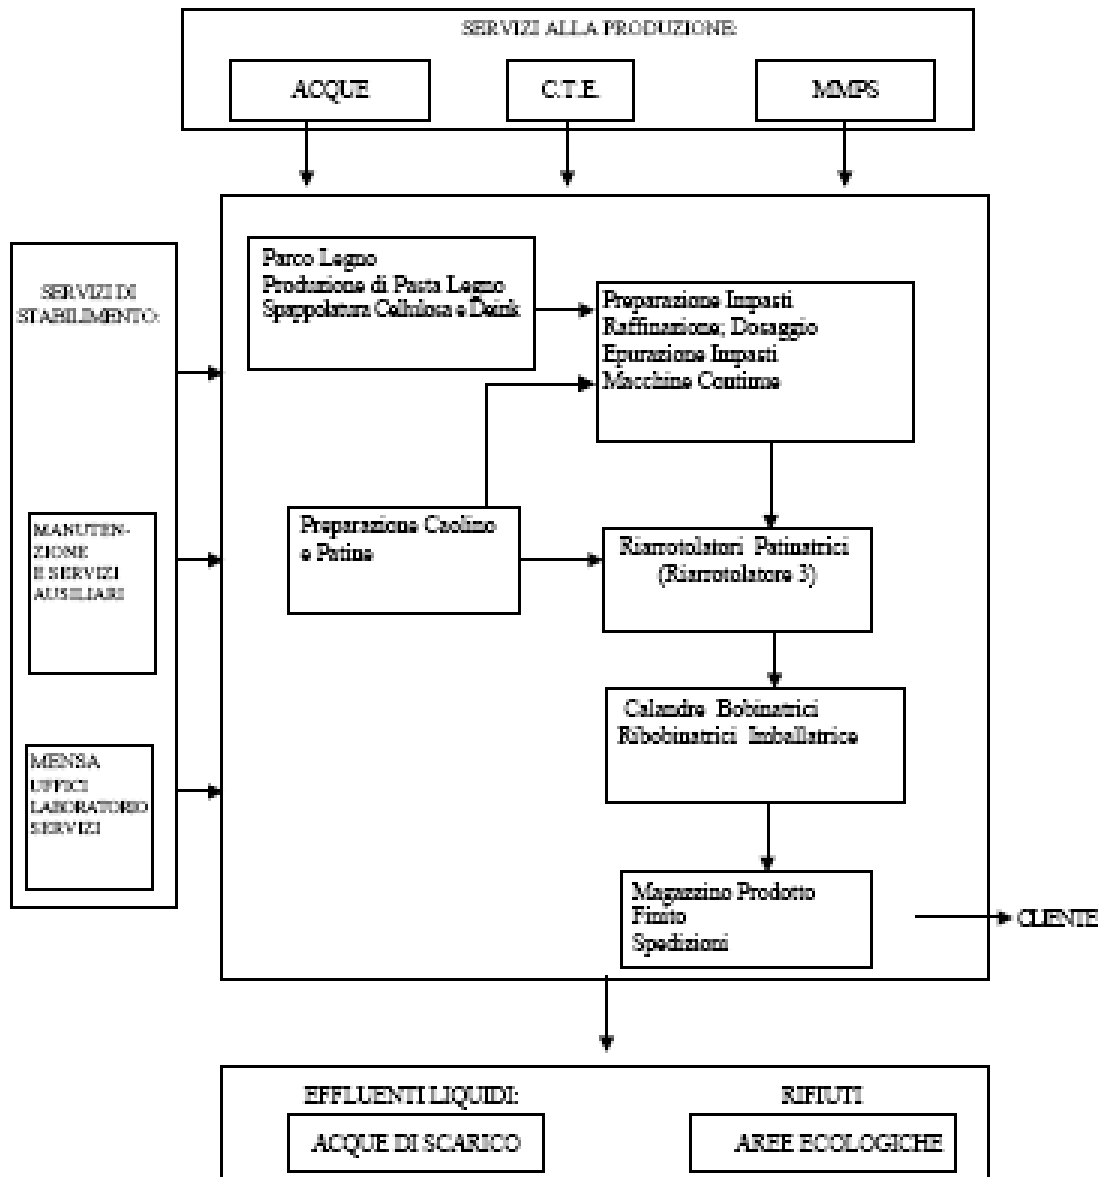 SERVIZI ALLA PRODUZIONE:
ACQUE
C.T.E.
MMPS
SERVIZI DI
STABILIMENTO:
MANUTEN-
ZIONE
E SERVIZI
AUSILIARI
MENSA
UFFICI
LABORATORIO
SERVIZI
Parco Legno
Produzione di Pasta Legno
Spappolatura Cellulosa e Deink
Preparazione Impasti
Raffinazione; Dosaggio
Epurazione Impasti
Macchine Continue
Preparazione Caolino
e Patine
Riarrotolatori Patinatrici
(Riarrotolatore 3)
Calandre Bobinatrici
Ribobinatrici Imballatrice
Magazzino Prodotto
Finito
Spedizioni
CLIENTE
EFFLUENTI LIQUIDI:
ACQUE DI SCARICO
RIFIUTI
AREE ECOLOGICHE